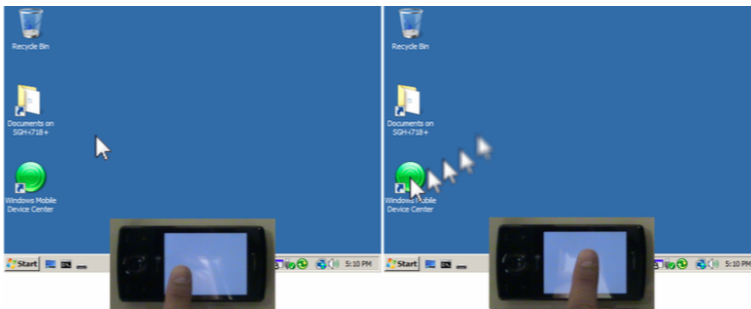 Recycle Bin
Documents on
SGH-i718+
Windows Mobile
Device Center
Start
5:10 PM
Recycle Bin
Documents on
SGH-i718+
Windows Mobile
Device Center
Start
5:10 PM